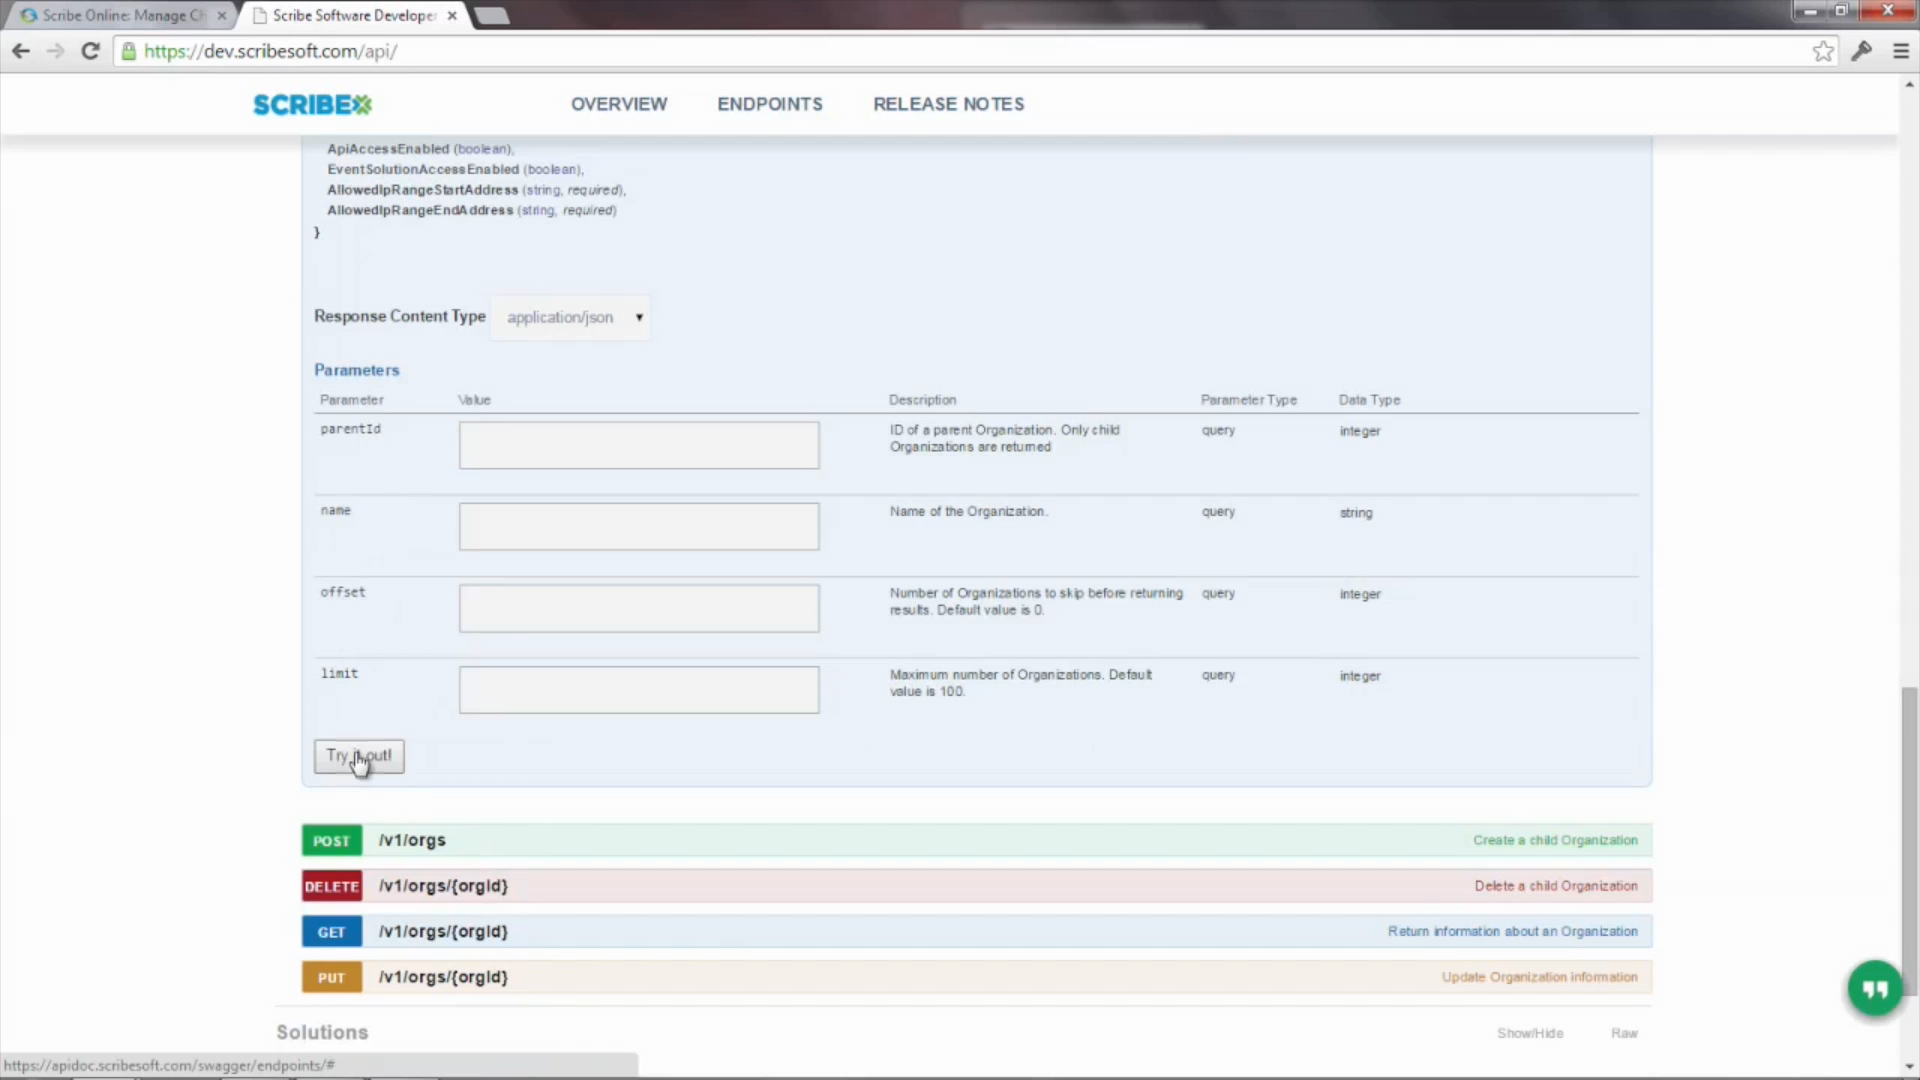 Scribe Online: Manage Ch
Scribe Software Developer
https://dev.scribesoft.com/api/
SCRIBE
OVERVIEW
ENDPOINTS
RELEASE NOTES
ApiAccessEnabled (boolean),
EventSolutionAccessEnabled (boolean),
AllowedIpRangeStartAddress (string, required),
AllowedIpRangeEndAddress (string, required)
}
Response Content Type application/json
Parameters
Parameter Value Description Parameter Type Data Type
parentId ID of a parent Organization. Only child query integer
Organizations are returned
name Name of the Organization. query string
offset Number of Organizations to skip before returning query integer
results. Default value is 0.
limit Maximum number of Organizations. Default query integer
value is 100.
Try it out!
POST /v1/orgs Create a child Organization
DELETE /v1/orgs/{orgId} Delete a child Organization
GET /v1/orgs/{orgId} Return information about an Organization
PUT /v1/orgs/{orgId} Update Organization information
Solutions Show/Hide Raw
https://apidoc.scribesoft.com/swagger/endpoints/#